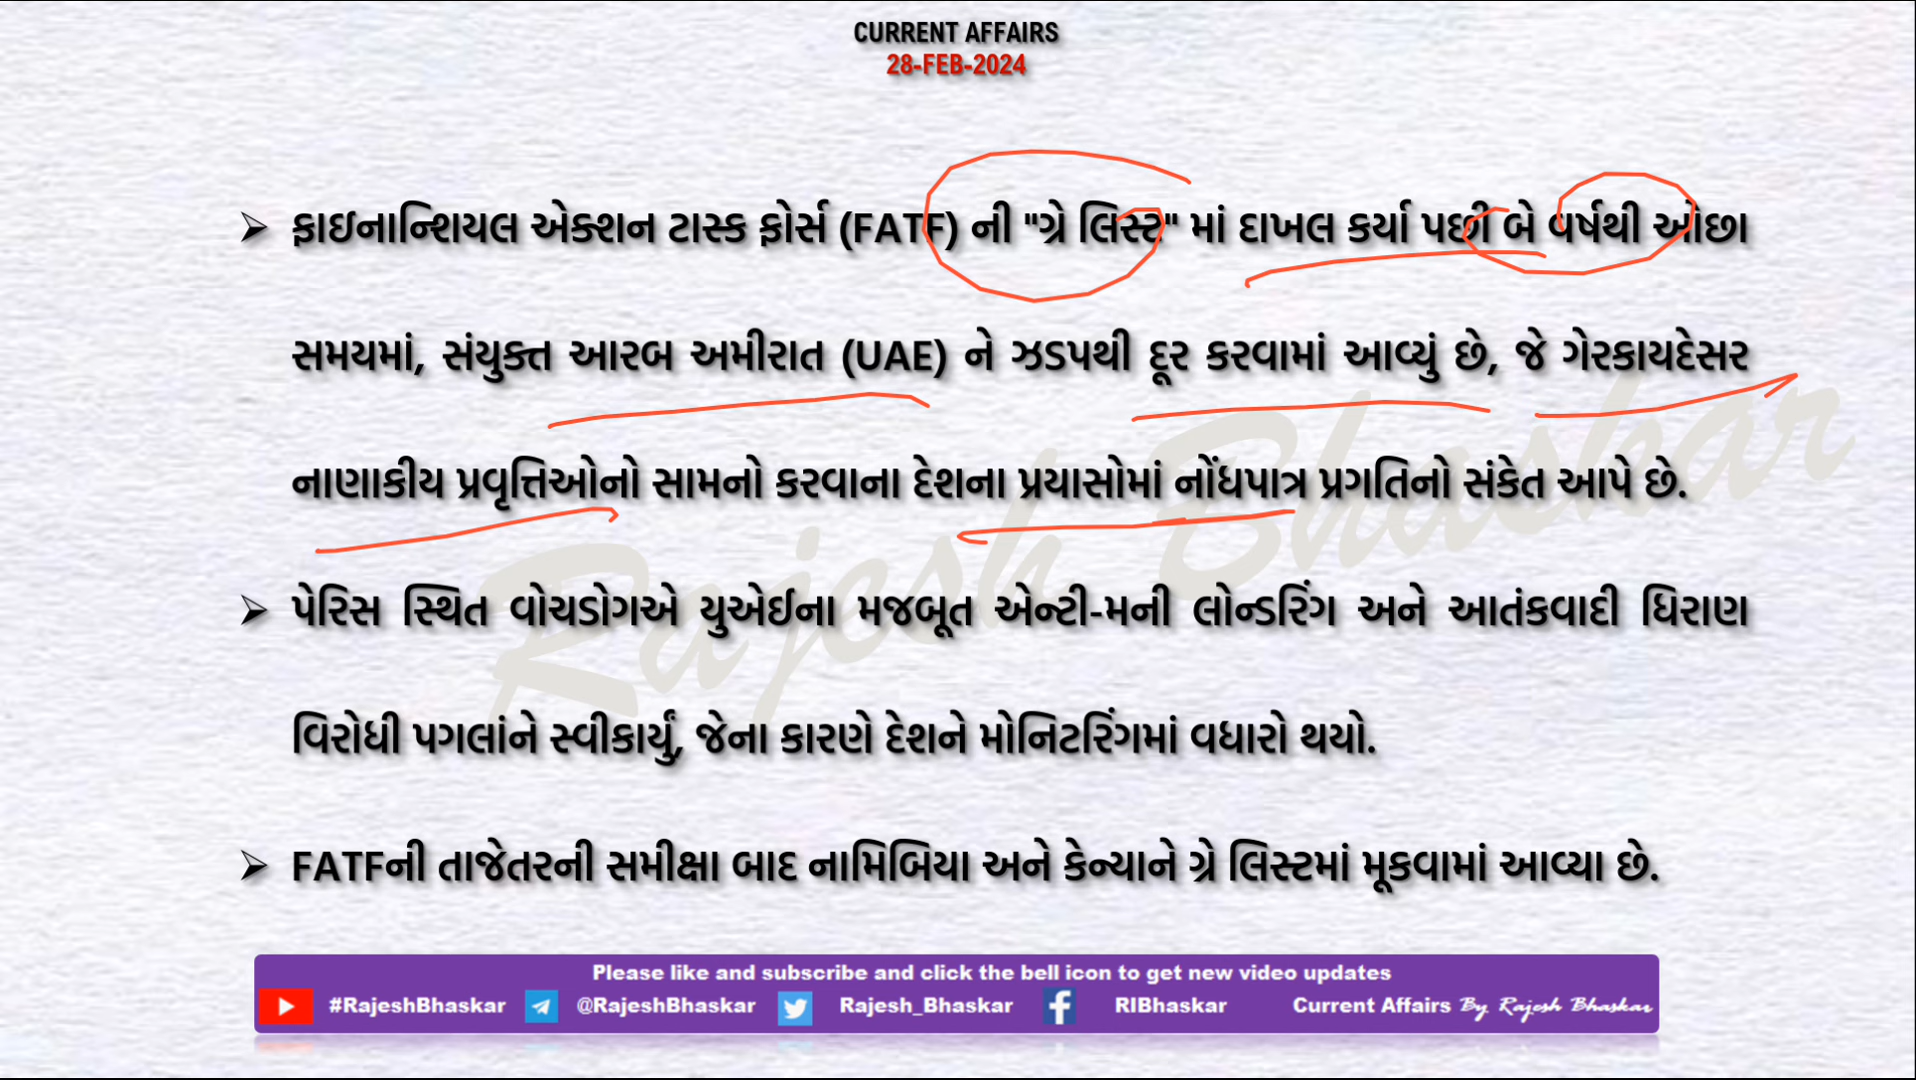 CURRENT AFFAIRS
28-FEB-2024
➢ ફાઇનાન્શિયલ એક્શન ટાસ્ક ફોર્સ (FATF) ની "ગ્રે લિસ્ટ" માં દાખલ કર્યા પછી બે વર્ષથી ઓછા
સમયમાં, સંયુક્ત આરબ અમીરાત (UAE) ને ઝડપથી દૂર કરવામાં આવ્યું છે, જે ગેરકાયદેસર
નાણાકીય પ્રવૃત્તિઓનો સામનો કરવાના દેશના પ્રયાસોમાં નોંધપાત્ર પ્રગતિનો સંકેત આપે છે.
➢ પેરિસ સ્થિત વોચડોગએ યુએઈના મજબૂત એન્ટી-મની લોન્ડરિંગ અને આતંકવાદી ધિરાણ
વિરોધી પગલાંને સ્વીકાર્યું, જેના કારણે દેશને મોનિટરિંગમાં વધારો થયો.
➢ FATFની તાજેતરની સમીક્ષા બાદ નામિબિયા અને કેન્યાને ગ્રે લિસ્ટમાં મૂકવામાં આવ્યા છે.
Rajesh Bhaskar
Please like and subscribe and click the bell icon to get new video updates
#RajeshBhaskar @RajeshBhaskar Rajesh_Bhaskar RIBhaskar Current Affairs By Rajesh Bhaskar